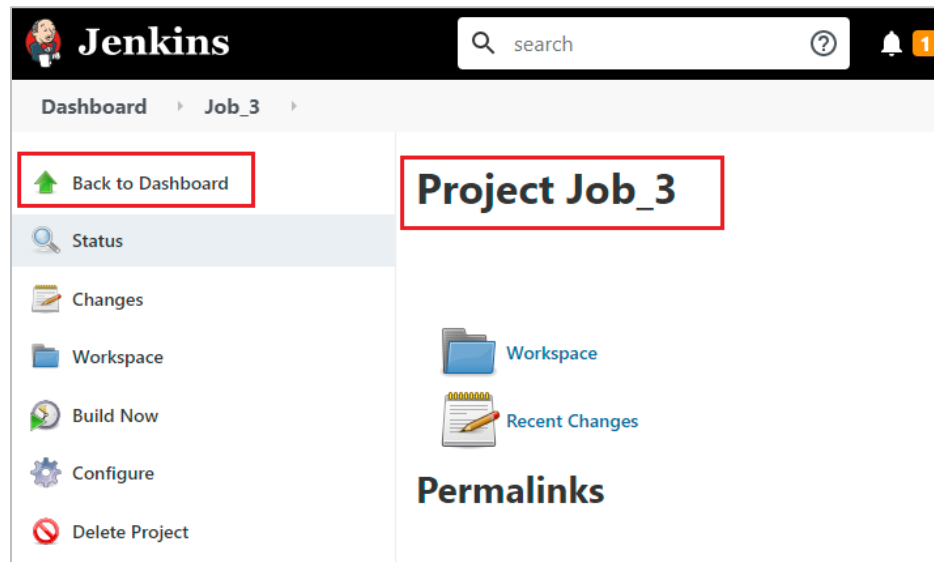 Jenkins
search
1
Dashboard
Job_3
Back to Dashboard
Status
Changes
Workspace
Build Now
Configure
Delete Project
Project Job_3
Workspace
Recent Changes
Permalinks